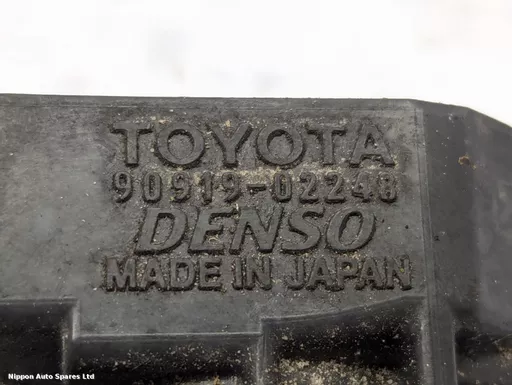 TOYOTA
90919-02248
DENSO
MADE IN JAPAN
Nippon Auto Spares Ltd